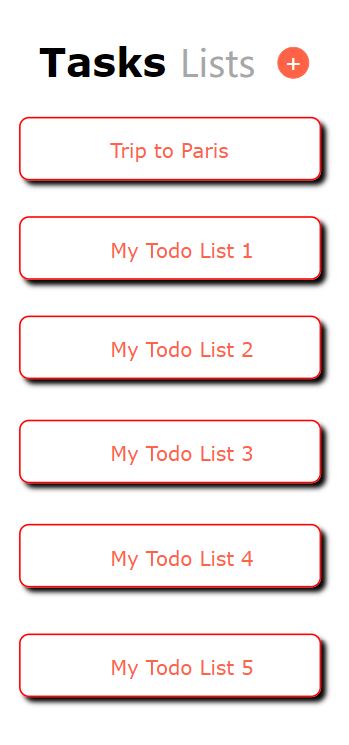 Tasks Lists +
Trip to Paris
My Todo List 1
My Todo List 2
My Todo List 3
My Todo List 4
My Todo List 5